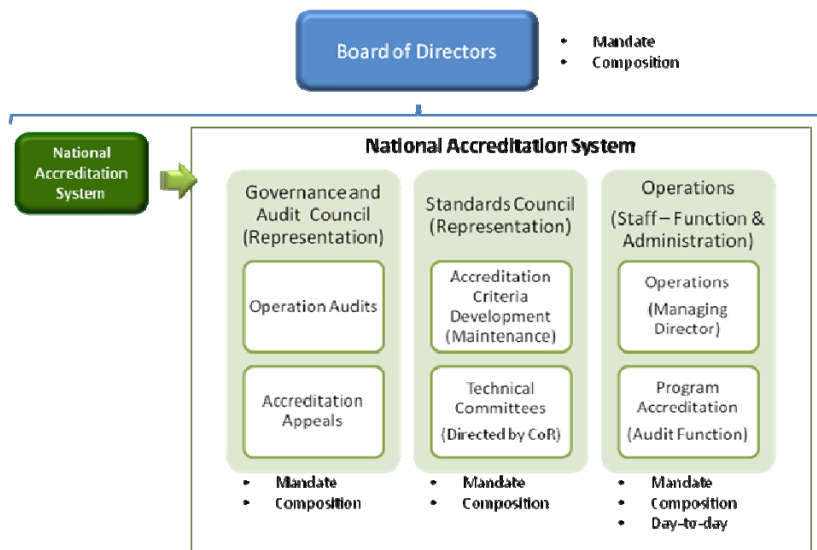 Board of Directors
• Mandate
• Composition
National
Accreditation
System
National Accreditation System
Governance and
Audit Council
(Representation)
Operation Audits
Accreditation
Appeals
• Mandate
• Composition
Standards Council
(Representation)
Accreditation
Criteria
Development
(Maintenance)
Technical
Committees
(Directed by CoR)
• Mandate
• Composition
Operations
(Staff – Function &
Administration)
Operations
(Managing
Director)
Program
Accreditation
(Audit Function)
• Mandate
• Composition
• Day-to-day